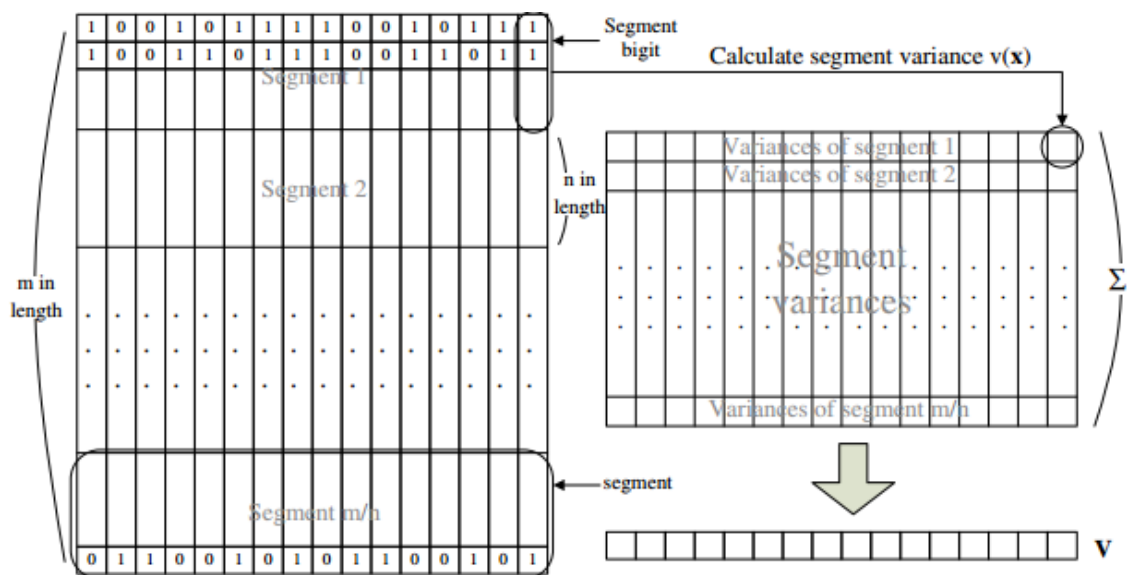 1 0 0 1 0 1 1 1 1 0 0 1 0 1 1 1
1 0 0 1 1 0 1 1 1 0 0 1 1 0 1 1
Segment 1
Segment 2
Segment m/n
0 1 1 0 0 1 0 1 0 1 1 0 0 1 0 1
m in
length
Segment
bigit
n in
length
segment
Calculate segment variance v(x)
Variances of segment 1
Variances of segment 2
Segment
variances
Variances of segment m/n
Σ
V